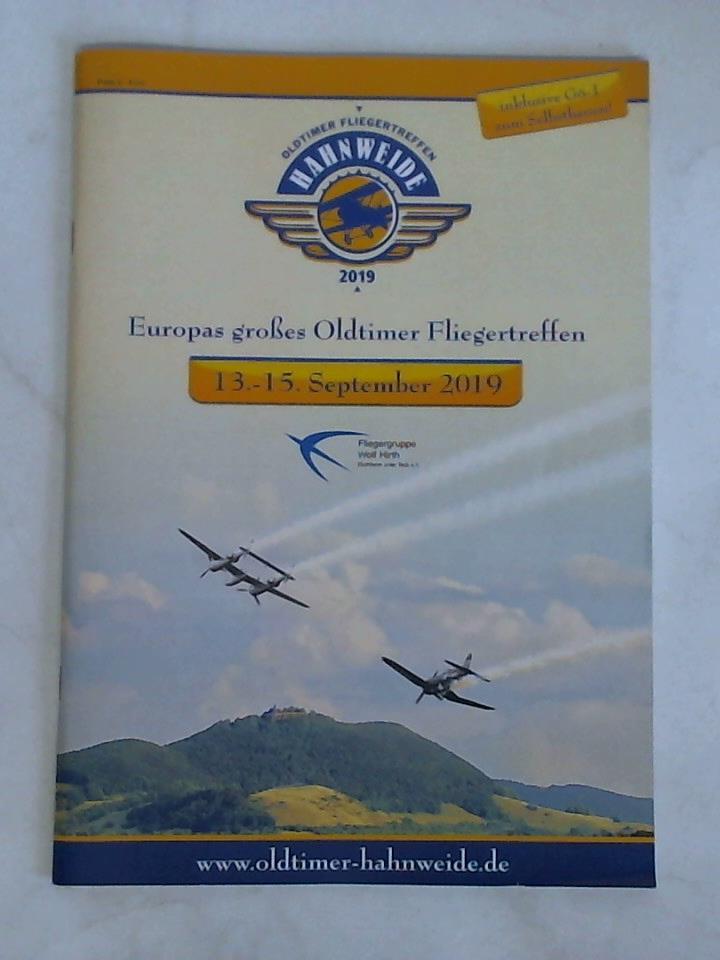 inklusive Gö-1
zum Selbstbauen!
OLDTIMER FLIEGERTREFFEN
HAHNWEIDE
2019
Europas großes Oldtimer Fliegertreffen
13.-15. September 2019
Fliegergruppe
Wolf Hirth
www.oldtimer-hahnweide.de